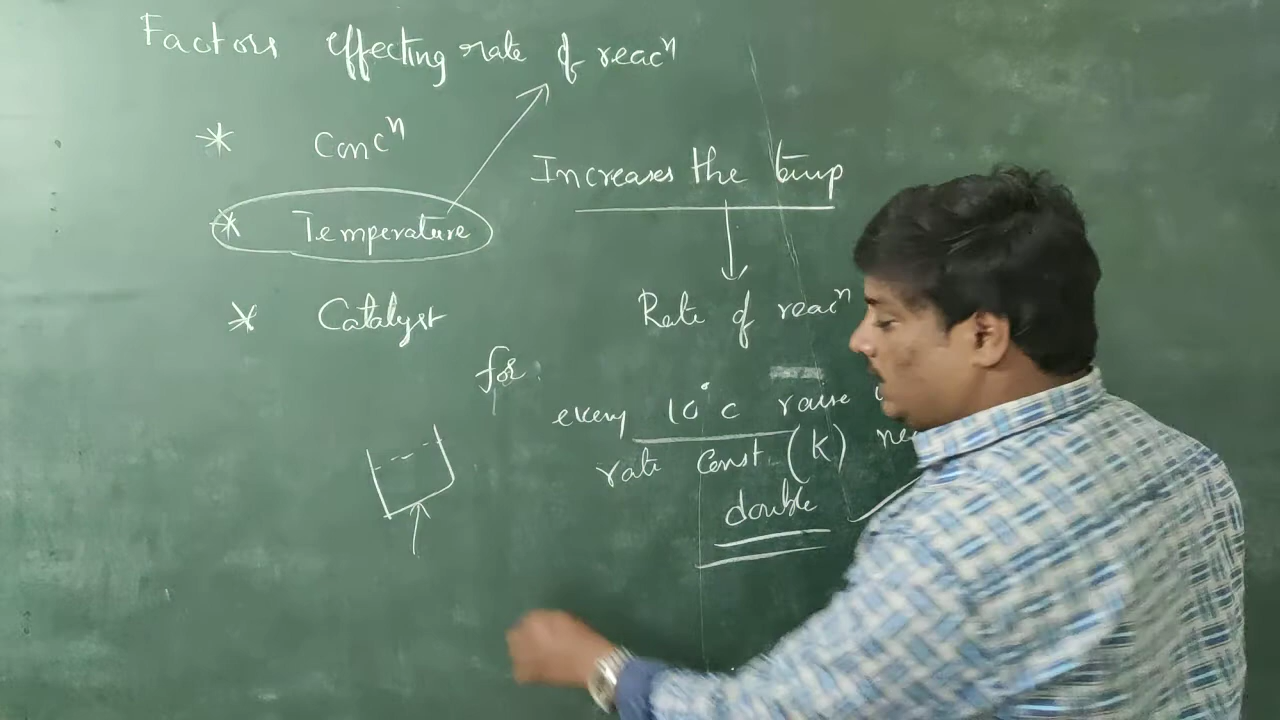 Factors effecting rate of reacⁿ
* Concⁿ
Increases the temp
* Temperature
* Catalyst
Rate of reacⁿ
for
every 10°c raise
rate const (K)
double